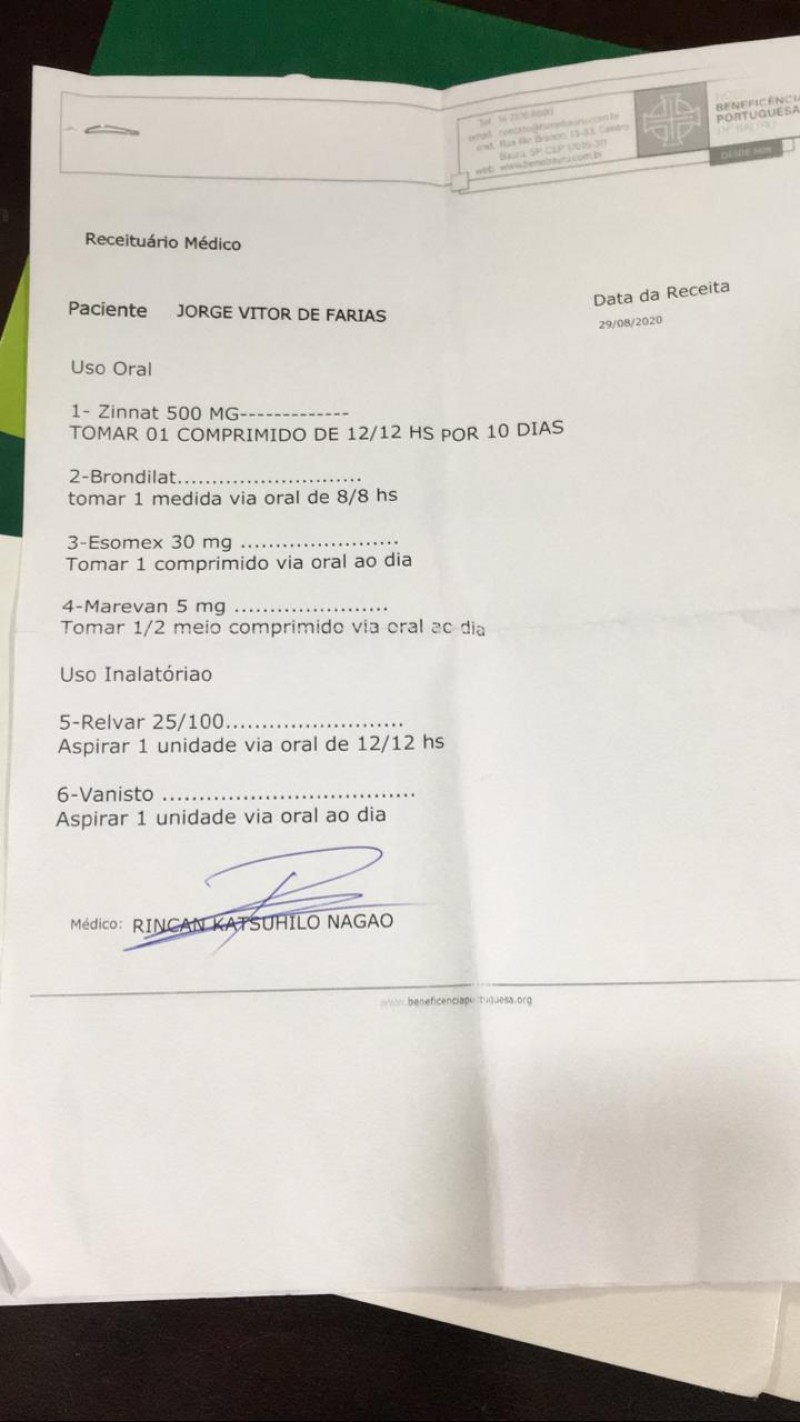 BENEFICÊNCIA
PORTUGUESA
DESDE
Receituário Médico
Paciente JORGE VITOR DE FARIAS
Data da Receita
29/08/2020
Uso Oral
1- Zinnat 500 MG-------------
TOMAR 01 COMPRIMIDO DE 12/12 HS POR 10 DIAS
2-Brondilat..........................
tomar 1 medida via oral de 8/8 hs
3-Esomex 30 mg ......................
Tomar 1 comprimido via oral ao dia
4-Marevan 5 mg .....................
Tomar 1/2 meio comprimido via oral ao dia
Uso Inalatóriao
5-Relvar 25/100........................
Aspirar 1 unidade via oral de 12/12 hs
6-Vanisto ..................................
Aspirar 1 unidade via oral ao dia
Médico: RINCAN KATSUHILO NAGAO
www.beneficenciaportuguesa.org